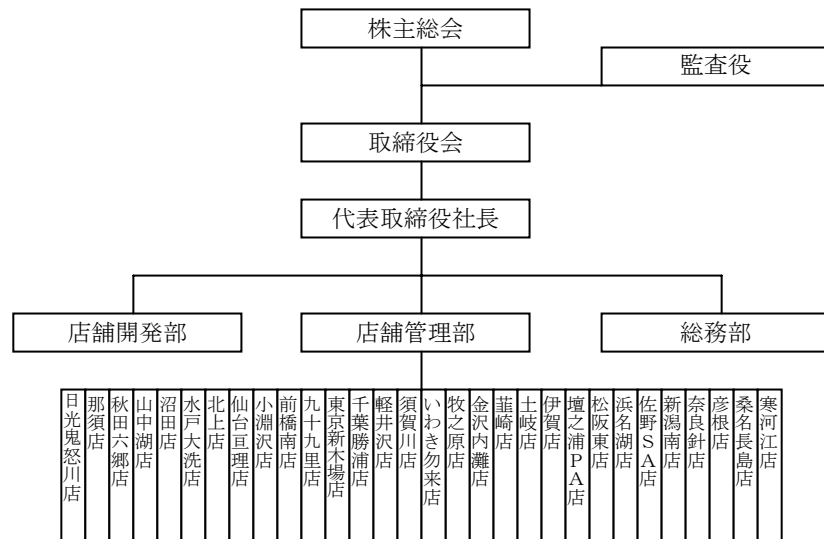 株主総会
監査役
取締役会
代表取締役社長
店舗開発部
店舗管理部
総務部
日光鬼怒川店
那須店
秋田六郷店
山中湖店
沼田店
水戸大洗店
北上店
仙台亘理店
小淵沢店
前橋南店
九十九里店
東京新木場店
千葉勝浦店
軽井沢店
須賀川店
いわき勿来店
牧之原店
金沢内灘店
韮崎店
土岐店
伊賀店
壇之浦PA店
松阪東店
浜名湖店
佐野SA店
新潟南店
奈良針店
彦根店
桑名長島店
寒河江店